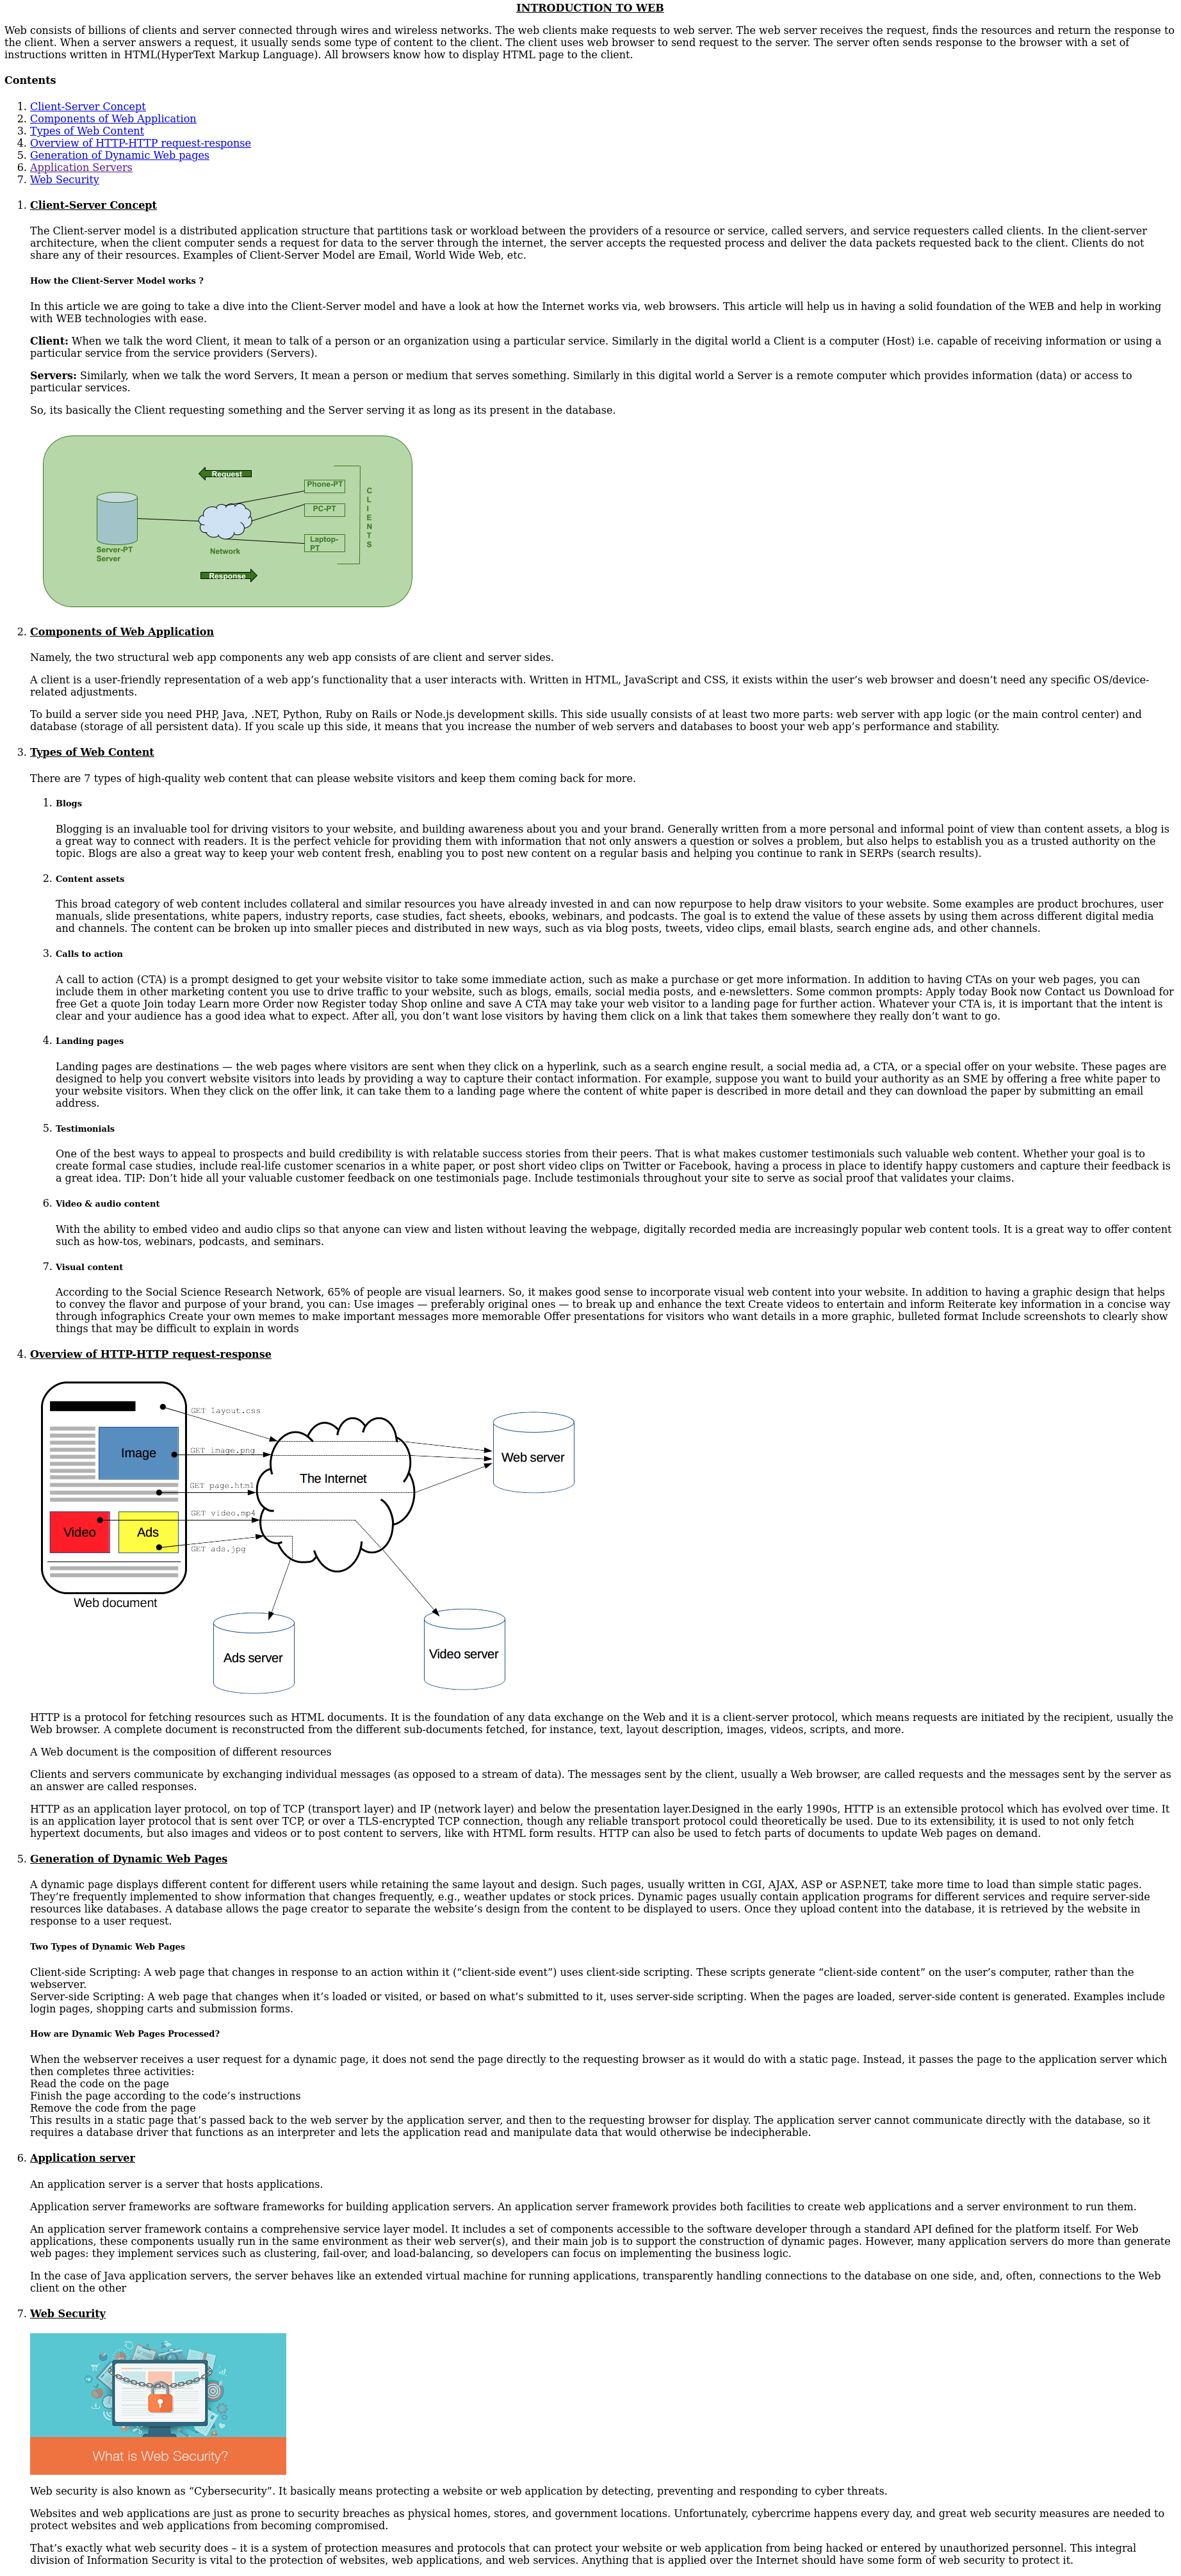 INTRODUCTION TO WEB
Web consists of billions of clients and server connected through wires and wireless networks. The web clients make requests to web server. The web server receives the request, finds the resources and return the response to
the client. When a server answers a request, it usually sends some type of content to the client. The client uses web browser to send request to the server. The server often sends response to the browser with a set of
instructions written in HTML(HyperText Markup Language). All browsers know how to display HTML page to the client.
Contents
1. Client-Server Concept
2. Components of Web Application
3. Types of Web Content
4. Overview of HTTP-HTTP request-response
5. Generation of Dynamic Web pages
6. Application Servers
7. Web Security
1. Client-Server Concept
The Client-server model is a distributed application structure that partitions task or workload between the providers of a resource or service, called servers, and service requesters called clients. In the client-server
architecture, when the client computer sends a request for data to the server through the internet, the server accepts the requested process and deliver the data packets requested back to the client. Clients do not
share any of their resources. Examples of Client-Server Model are Email, World Wide Web, etc.
How the Client-Server Model works ?
In this article we are going to take a dive into the Client-Server model and have a look at how the Internet works via, web browsers. This article will help us in having a solid foundation of the WEB and help in working
with WEB technologies with ease.
Client: When we talk the word Client, it mean to talk of a person or an organization using a particular service. Similarly in the digital world a Client is a computer (Host) i.e. capable of receiving information or using a
particular service from the service providers (Servers).
Servers: Similarly, when we talk the word Servers, It mean a person or medium that serves something. Similarly in this digital world a Server is a remote computer which provides information (data) or access to
particular services.
So, its basically the Client requesting something and the Server serving it as long as its present in the database.
Request
Phone-PT
PC-PT
Laptop-
PT
CLIENTS
Server-PT
Server
Network
Response
2. Components of Web Application
Namely, the two structural web app components any web app consists of are client and server sides.
A client is a user-friendly representation of a web app’s functionality that a user interacts with. Written in HTML, JavaScript and CSS, it exists within the user’s web browser and doesn’t need any specific OS/device-
related adjustments.
To build a server side you need PHP, Java, .NET, Python, Ruby on Rails or Node.js development skills. This side usually consists of at least two more parts: web server with app logic (or the main control center) and
database (storage of all persistent data). If you scale up this side, it means that you increase the number of web servers and databases to boost your web app’s performance and stability.
3. Types of Web Content
There are 7 types of high-quality web content that can please website visitors and keep them coming back for more.
1. Blogs
Blogging is an invaluable tool for driving visitors to your website, and building awareness about you and your brand. Generally written from a more personal and informal point of view than content assets, a blog is
a great way to connect with readers. It is the perfect vehicle for providing them with information that not only answers a question or solves a problem, but also helps to establish you as a trusted authority on the
topic. Blogs are also a great way to keep your web content fresh, enabling you to post new content on a regular basis and helping you continue to rank in SERPs (search results).
2. Content assets
This broad category of web content includes collateral and similar resources you have already invested in and can now repurpose to help draw visitors to your website. Some examples are product brochures, user
manuals, slide presentations, white papers, industry reports, case studies, fact sheets, ebooks, webinars, and podcasts. The goal is to extend the value of these assets by using them across different digital media
and channels. The content can be broken up into smaller pieces and distributed in new ways, such as via blog posts, tweets, video clips, email blasts, search engine ads, and other channels.
3. Calls to action
A call to action (CTA) is a prompt designed to get your website visitor to take some immediate action, such as make a purchase or get more information. In addition to having CTAs on your web pages, you can
include them in other marketing content you use to drive traffic to your website, such as blogs, emails, social media posts, and e-newsletters. Some common prompts: Apply today Book now Contact us Download for
free Get a quote Join today Learn more Order now Register today Shop online and save A CTA may take your web visitor to a landing page for further action. Whatever your CTA is, it is important that the intent is
clear and your audience has a good idea what to expect. After all, you don’t want lose visitors by having them click on a link that takes them somewhere they really don’t want to go.
4. Landing pages
Landing pages are destinations — the web pages where visitors are sent when they click on a hyperlink, such as a search engine result, a social media ad, a CTA, or a special offer on your website. These pages are
designed to help you convert website visitors into leads by providing a way to capture their contact information. For example, suppose you want to build your authority as an SME by offering a free white paper to
your website visitors. When they click on the offer link, it can take them to a landing page where the content of white paper is described in more detail and they can download the paper by submitting an email
address.
5. Testimonials
One of the best ways to appeal to prospects and build credibility is with relatable success stories from their peers. That is what makes customer testimonials such valuable web content. Whether your goal is to
create formal case studies, include real-life customer scenarios in a white paper, or post short video clips on Twitter or Facebook, having a process in place to identify happy customers and capture their feedback is
a great idea. TIP: Don’t hide all your valuable customer feedback on one testimonials page. Include testimonials throughout your site to serve as social proof that validates your claims.
6. Video & audio content
With the ability to embed video and audio clips so that anyone can view and listen without leaving the webpage, digitally recorded media are increasingly popular web content tools. It is a great way to offer content
such as how-tos, webinars, podcasts, and seminars.
7. Visual content
According to the Social Science Research Network, 65% of people are visual learners. So, it makes good sense to incorporate visual web content into your website. In addition to having a graphic design that helps
to convey the flavor and purpose of your brand, you can: Use images — preferably original ones — to break up and enhance the text Create videos to entertain and inform Reiterate key information in a concise way
through infographics Create your own memes to make important messages more memorable Offer presentations for visitors who want details in a more graphic, bulleted format Include screenshots to clearly show
things that may be difficult to explain in words
4. Overview of HTTP-HTTP request-response
GET layout.css
Image
GET image.png
Web server
The Internet
GET page.html
GET video.mp4
Video
Ads
GET ads.jpg
Web document
Ads server
Video server
HTTP is a protocol for fetching resources such as HTML documents. It is the foundation of any data exchange on the Web and it is a client-server protocol, which means requests are initiated by the recipient, usually the
Web browser. A complete document is reconstructed from the different sub-documents fetched, for instance, text, layout description, images, videos, scripts, and more.
A Web document is the composition of different resources
Clients and servers communicate by exchanging individual messages (as opposed to a stream of data). The messages sent by the client, usually a Web browser, are called requests and the messages sent by the server as
an answer are called responses.
HTTP as an application layer protocol, on top of TCP (transport layer) and IP (network layer) and below the presentation layer.Designed in the early 1990s, HTTP is an extensible protocol which has evolved over time. It
is an application layer protocol that is sent over TCP, or over a TLS-encrypted TCP connection, though any reliable transport protocol could theoretically be used. Due to its extensibility, it is used to not only fetch
hypertext documents, but also images and videos or to post content to servers, like with HTML form results. HTTP can also be used to fetch parts of documents to update Web pages on demand.
5. Generation of Dynamic Web Pages
A dynamic page displays different content for different users while retaining the same layout and design. Such pages, usually written in CGI, AJAX, ASP or ASP.NET, take more time to load than simple static pages.
They’re frequently implemented to show information that changes frequently, e.g., weather updates or stock prices. Dynamic pages usually contain application programs for different services and require server-side
resources like databases. A database allows the page creator to separate the website’s design from the content to be displayed to users. Once they upload content into the database, it is retrieved by the website in
response to a user request.
Two Types of Dynamic Web Pages
Client-side Scripting: A web page that changes in response to an action within it (“client-side event”) uses client-side scripting. These scripts generate “client-side content” on the user’s computer, rather than the
webserver.
Server-side Scripting: A web page that changes when it’s loaded or visited, or based on what’s submitted to it, uses server-side scripting. When the pages are loaded, server-side content is generated. Examples include
login pages, shopping carts and submission forms.
How are Dynamic Web Pages Processed?
When the webserver receives a user request for a dynamic page, it does not send the page directly to the requesting browser as it would do with a static page. Instead, it passes the page to the application server which
then completes three activities:
Read the code on the page
Finish the page according to the code’s instructions
Remove the code from the page
This results in a static page that’s passed back to the web server by the application server, and then to the requesting browser for display. The application server cannot communicate directly with the database, so it
requires a database driver that functions as an interpreter and lets the application read and manipulate data that would otherwise be indecipherable.
6. Application server
An application server is a server that hosts applications.
Application server frameworks are software frameworks for building application servers. An application server framework provides both facilities to create web applications and a server environment to run them.
An application server framework contains a comprehensive service layer model. It includes a set of components accessible to the software developer through a standard API defined for the platform itself. For Web
applications, these components usually run in the same environment as their web server(s), and their main job is to support the construction of dynamic pages. However, many application servers do more than generate
web pages: they implement services such as clustering, fail-over, and load-balancing, so developers can focus on implementing the business logic.
In the case of Java application servers, the server behaves like an extended virtual machine for running applications, transparently handling connections to the database on one side, and, often, connections to the Web
client on the other
7. Web Security
What is Web Security?
Web security is also known as “Cybersecurity”. It basically means protecting a website or web application by detecting, preventing and responding to cyber threats.
Websites and web applications are just as prone to security breaches as physical homes, stores, and government locations. Unfortunately, cybercrime happens every day, and great web security measures are needed to
protect websites and web applications from becoming compromised.
That’s exactly what web security does – it is a system of protection measures and protocols that can protect your website or web application from being hacked or entered by unauthorized personnel. This integral
division of Information Security is vital to the protection of websites, web applications, and web services. Anything that is applied over the Internet should have some form of web security to protect it.